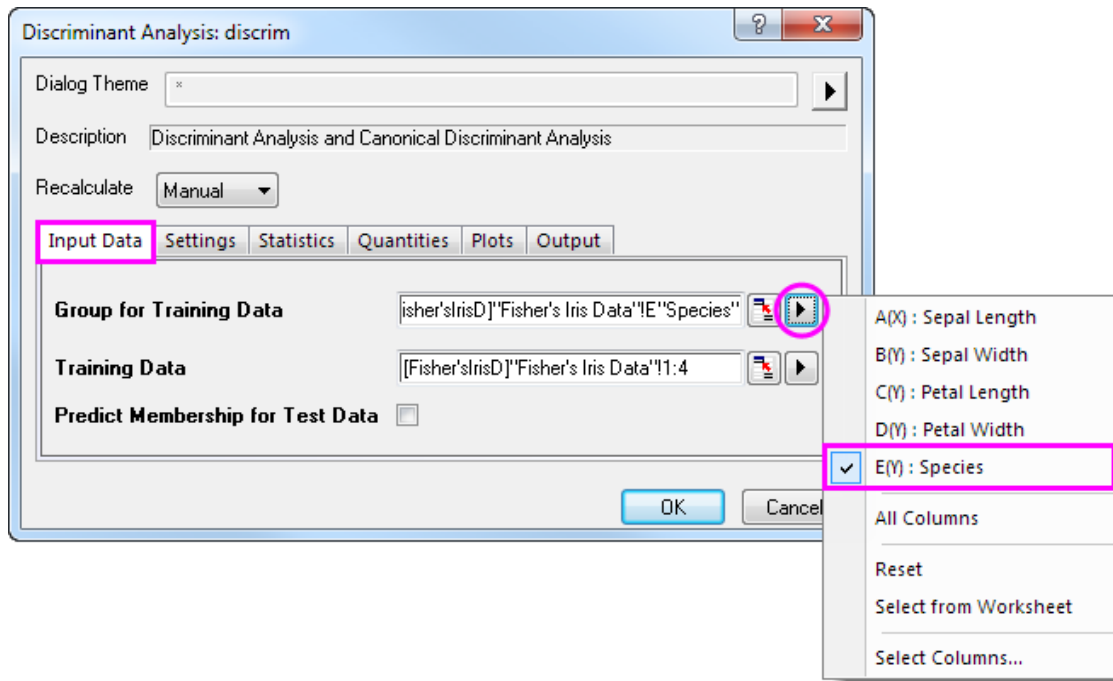 Discriminant Analysis: discrim
Dialog Theme
*
Description Discriminant Analysis and Canonical Discriminant Analysis
Recalculate Manual
Input Data Settings Statistics Quantities Plots Output
Group for Training Data isher'sIrisD]"Fisher's Iris Data"!E"Species"
Training Data [Fisher'sIrisD]"Fisher's Iris Data"!1:4
Predict Membership for Test Data
OK Cancel
A(X) : Sepal Length
B(Y) : Sepal Width
C(Y) : Petal Length
D(Y) : Petal Width
E(Y) : Species
All Columns
Reset
Select from Worksheet
Select Columns...